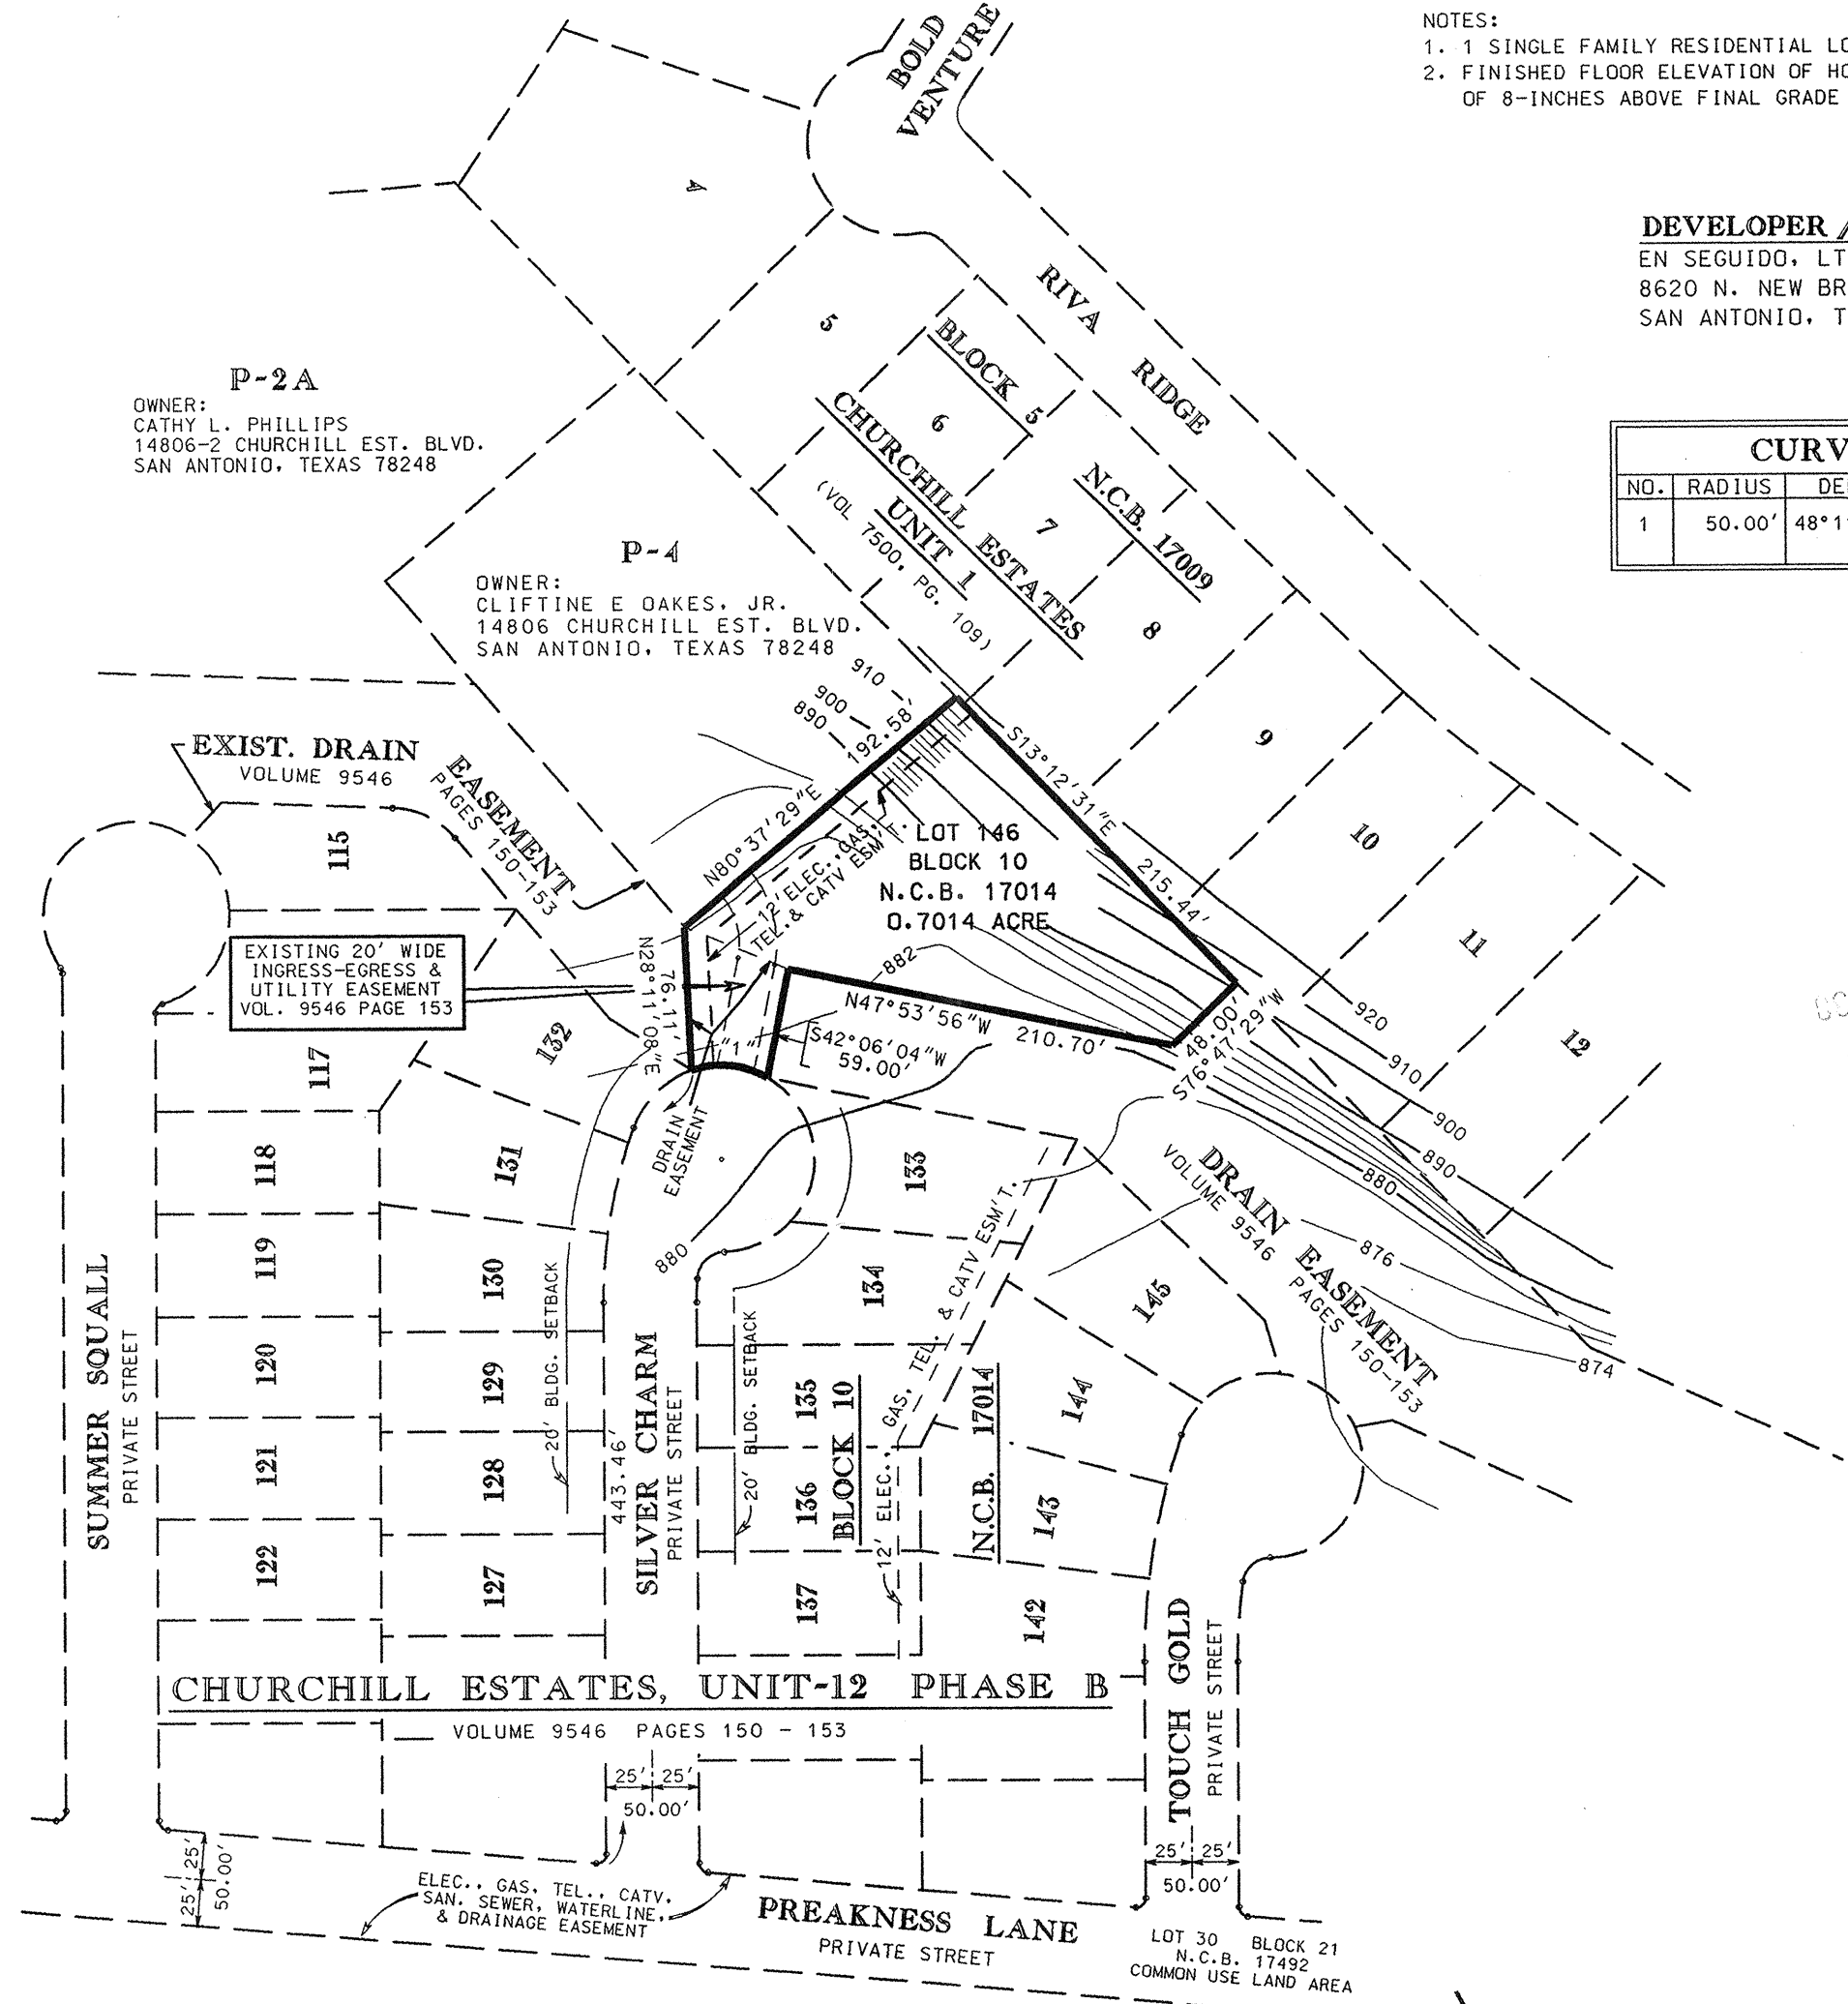 NOTES:
1. 1 SINGLE FAMILY RESIDENTIAL
2. FINISHED FLOOR ELEVATION OF
OF 8-INCHES ABOVE FINAL GRADE
BOLD
VENTURE
DEVELOPER
EN SEGUIDO,
8620 N. NEW
SAN ANTONIO,
RIVA RIDGE
5
BLOCK 5
6
CHURCHILL ESTATES
UNIT 1
(VOL 7500, PG. 109)
7
N.C.B. 17009
8
P-2A
OWNER:
CATHY L. PHILLIPS
14806-2 CHURCHILL EST. BLVD.
SAN ANTONIO, TEXAS 78248
NO. RADIUS
1 50.00'
P-4
OWNER:
CLIFTINE E OAKES, JR.
14806 CHURCHILL EST. BLVD.
SAN ANTONIO, TEXAS 78248
910
900
890
192.58'
N80°37'29"E
S13°12'31"E
215.44'
9
10
11
12
EXIST. DRAIN
VOLUME 9546
EASEMENT
PAGES 150-153
115
LOT 146
BLOCK 10
N.C.B. 17014
0.7014 ACRE
12' ELEC., GAS,
TEL. & CATV ESM'T
EXISTING 20' WIDE
INGRESS-EGRESS &
UTILITY EASEMENT
VOL. 9546 PAGE 153
N28°11'08"E
76.11'
882
N47°53'56"W
210.70'
S42°06'04"W
59.00'
"1"
48.00'
S76°47'29"W
920
910
900
890
880
117
132
DRAIN
EASEMENT
118
131
133
DRAIN EASEMENT
VOLUME 9546 PAGES 150-153
876
874
119
130
880
134
145
120
129
135
144
121
128
136
143
122
127
137
142
SUMMER SQUALL
PRIVATE STREET
20' BLDG. SETBACK
443.46'
SILVER CHARM
PRIVATE STREET
20' BLDG. SETBACK
BLOCK 10
12' ELEC., GAS, TEL. & CATV ESM'T.
N.C.B. 17014
TOUCH GOLD
PRIVATE STREET
CHURCHILL ESTATES, UNIT-12 PHASE B
VOLUME 9546 PAGES 150 - 153
25' 25'
50.00'
25' 25'
50.00'
25' 25'
50.00'
ELEC., GAS, TEL., CATV,
SAN. SEWER, WATERLINE,
& DRAINAGE EASEMENT
PREAKNESS LANE
PRIVATE STREET
LOT 30 BLOCK 21
N.C.B. 17492
COMMON USE LAND AREA